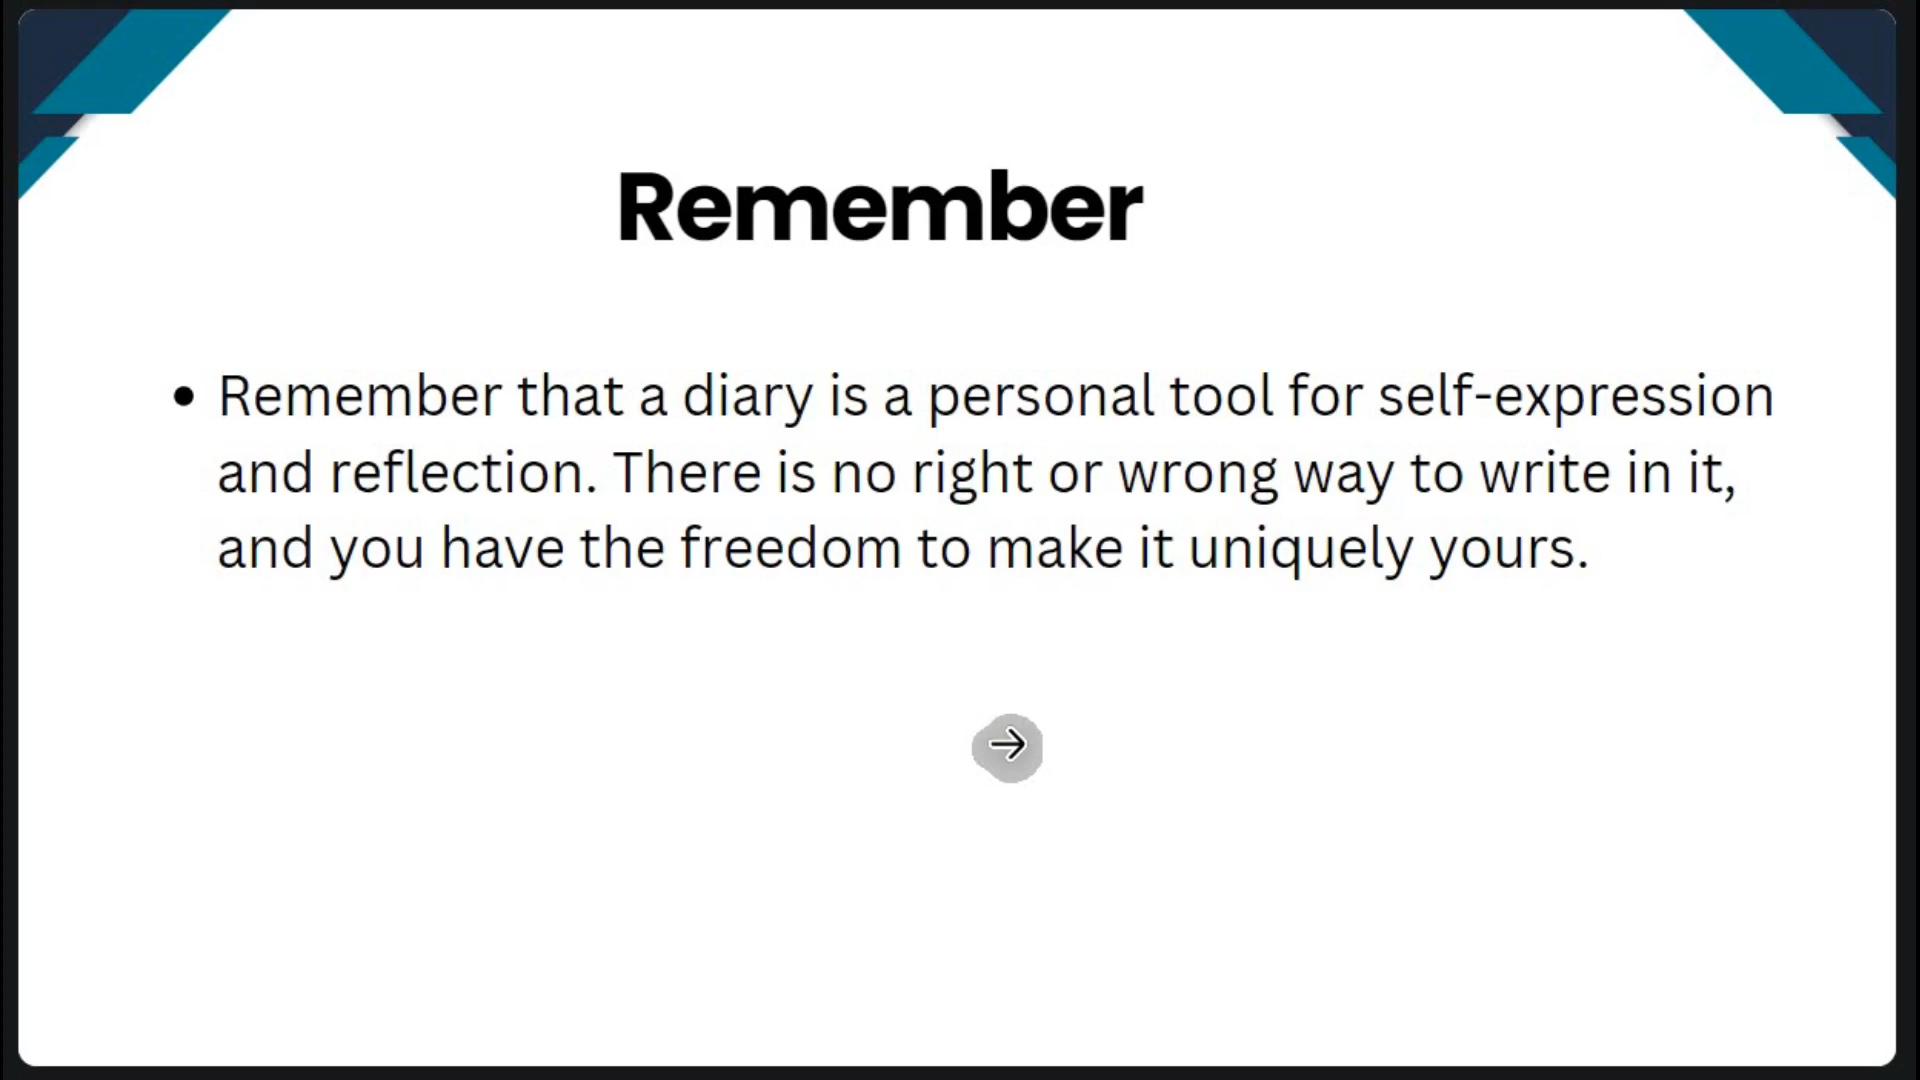 Remember
• Remember that a diary is a personal tool for self-expression
and reflection. There is no right or wrong way to write in it,
and you have the freedom to make it uniquely yours.